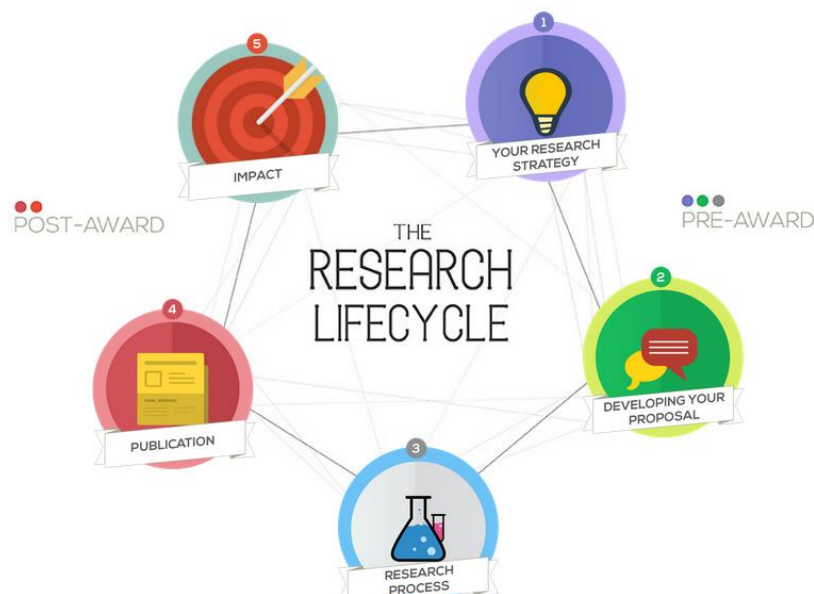 5
IMPACT
1
YOUR RESEARCH
STRATEGY
POST-AWARD
PRE-AWARD
THE
RESEARCH
LIFECYCLE
2
DEVELOPING YOUR
PROPOSAL
4
PUBLICATION
3
RESEARCH
PROCESS